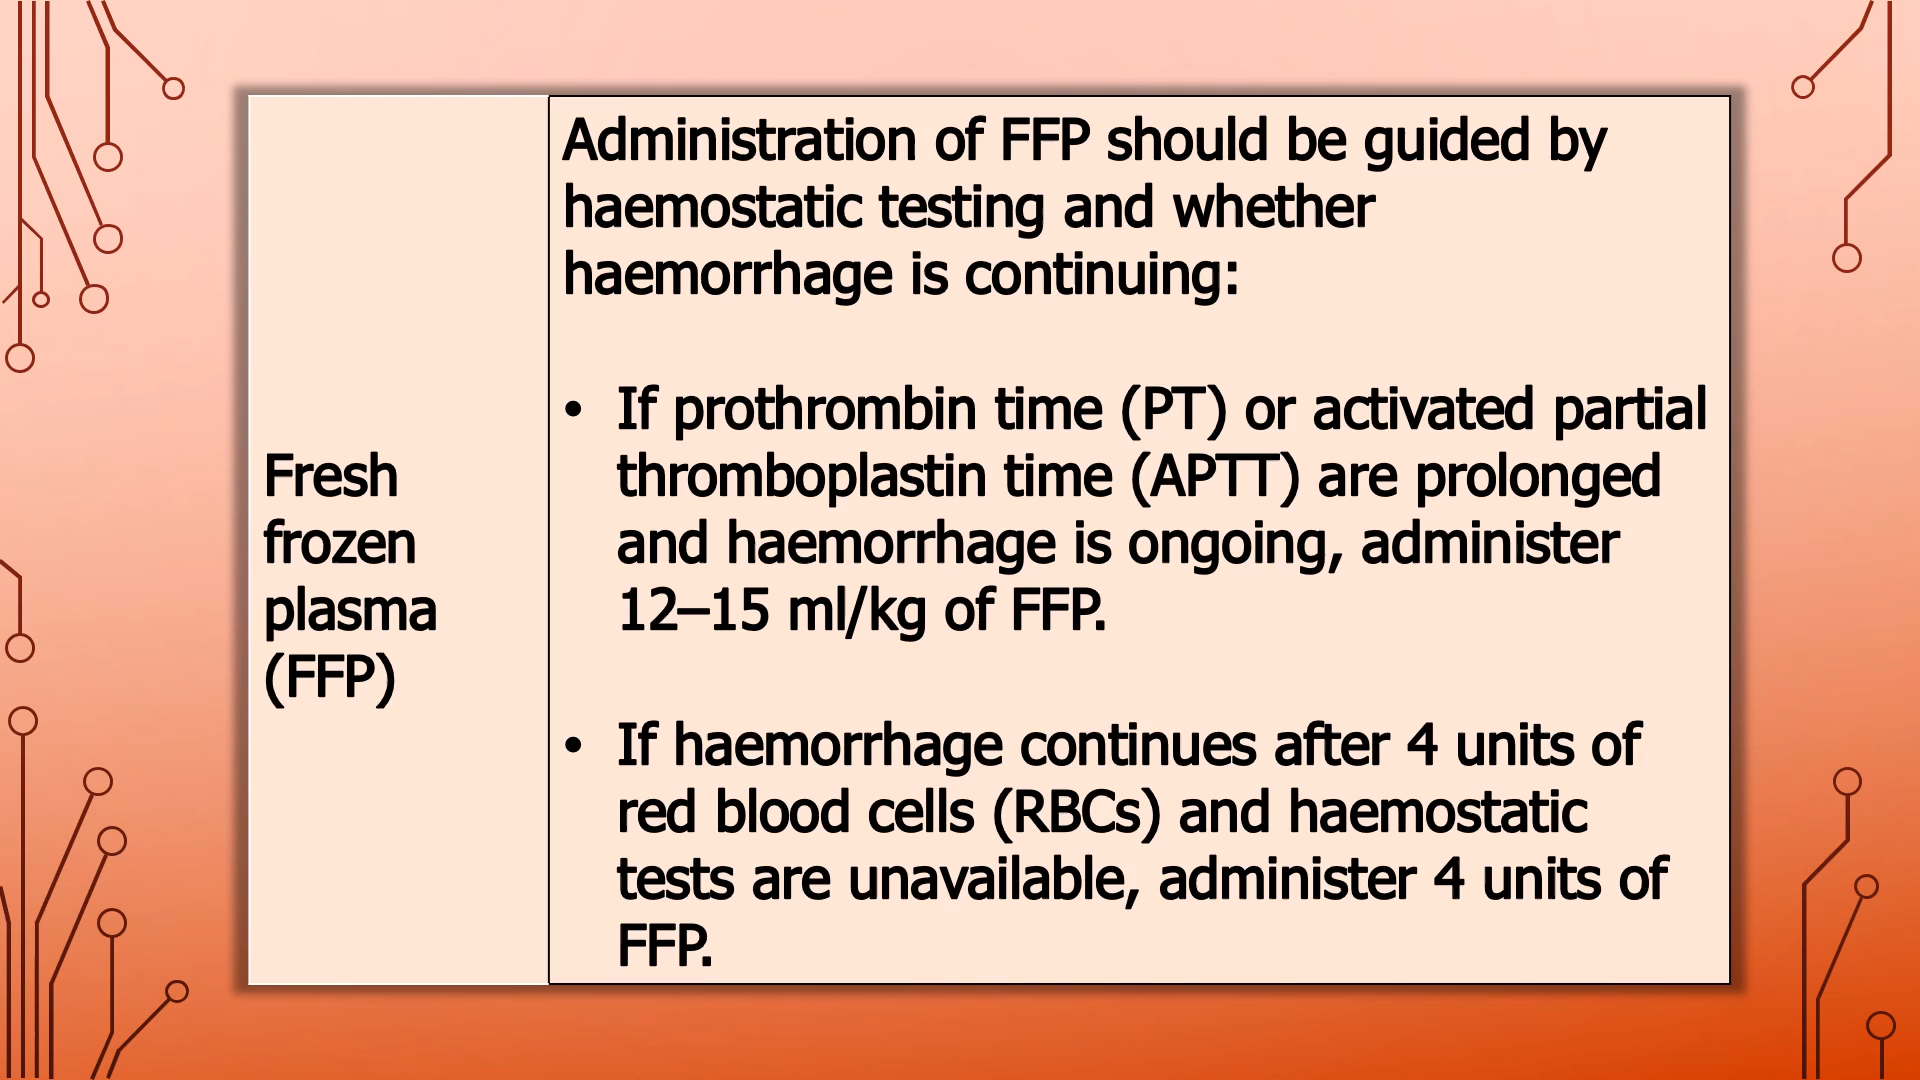 Fresh
frozen
plasma
(FFP)
Administration of FFP should be guided by
haemostatic testing and whether
haemorrhage is continuing:
• If prothrombin time (PT) or activated partial
thromboplastin time (APTT) are prolonged
and haemorrhage is ongoing, administer
12–15 ml/kg of FFP.
• If haemorrhage continues after 4 units of
red blood cells (RBCs) and haemostatic
tests are unavailable, administer 4 units of
FFP.